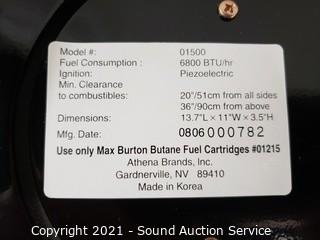 Model #: 01500
Fuel Consumption : 6800 BTU/hr
Ignition: Piezoelectric
Min. Clearance
to combustibles: 20"/51cm from all sides
36"/90cm from above
Dimensions: 13.7"L × 11"W × 3.5"H
Mfg. Date: 0806 000782
Use only Max Burton Butane Fuel Cartridges #01215
Athena Brands, Inc.
Gardnerville, NV 89410
Made in Korea
Copyright 2021 - Sound Auction Service